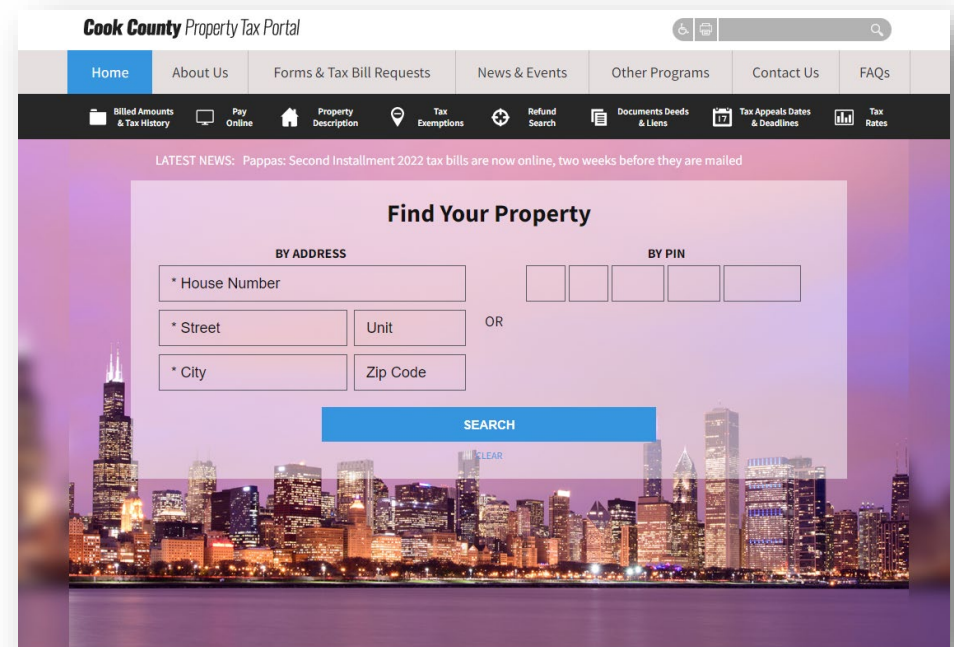 Cook County Property Tax Portal
Home About Us Forms & Tax Bill Requests News & Events Other Programs Contact Us FAQs
Billed Amounts & Tax History
Pay Online
Property Description
Tax Exemptions
Refund Search
Documents Deeds & Liens
17
Tax Appeals Dates & Deadlines
Tax Rates
LATEST NEWS: Pappas: Second Installment 2022 tax bills are now online, two weeks before they are mailed
Find Your Property
BY ADDRESS
* House Number
* Street Unit
* City Zip Code
OR
BY PIN
SEARCH
CLEAR